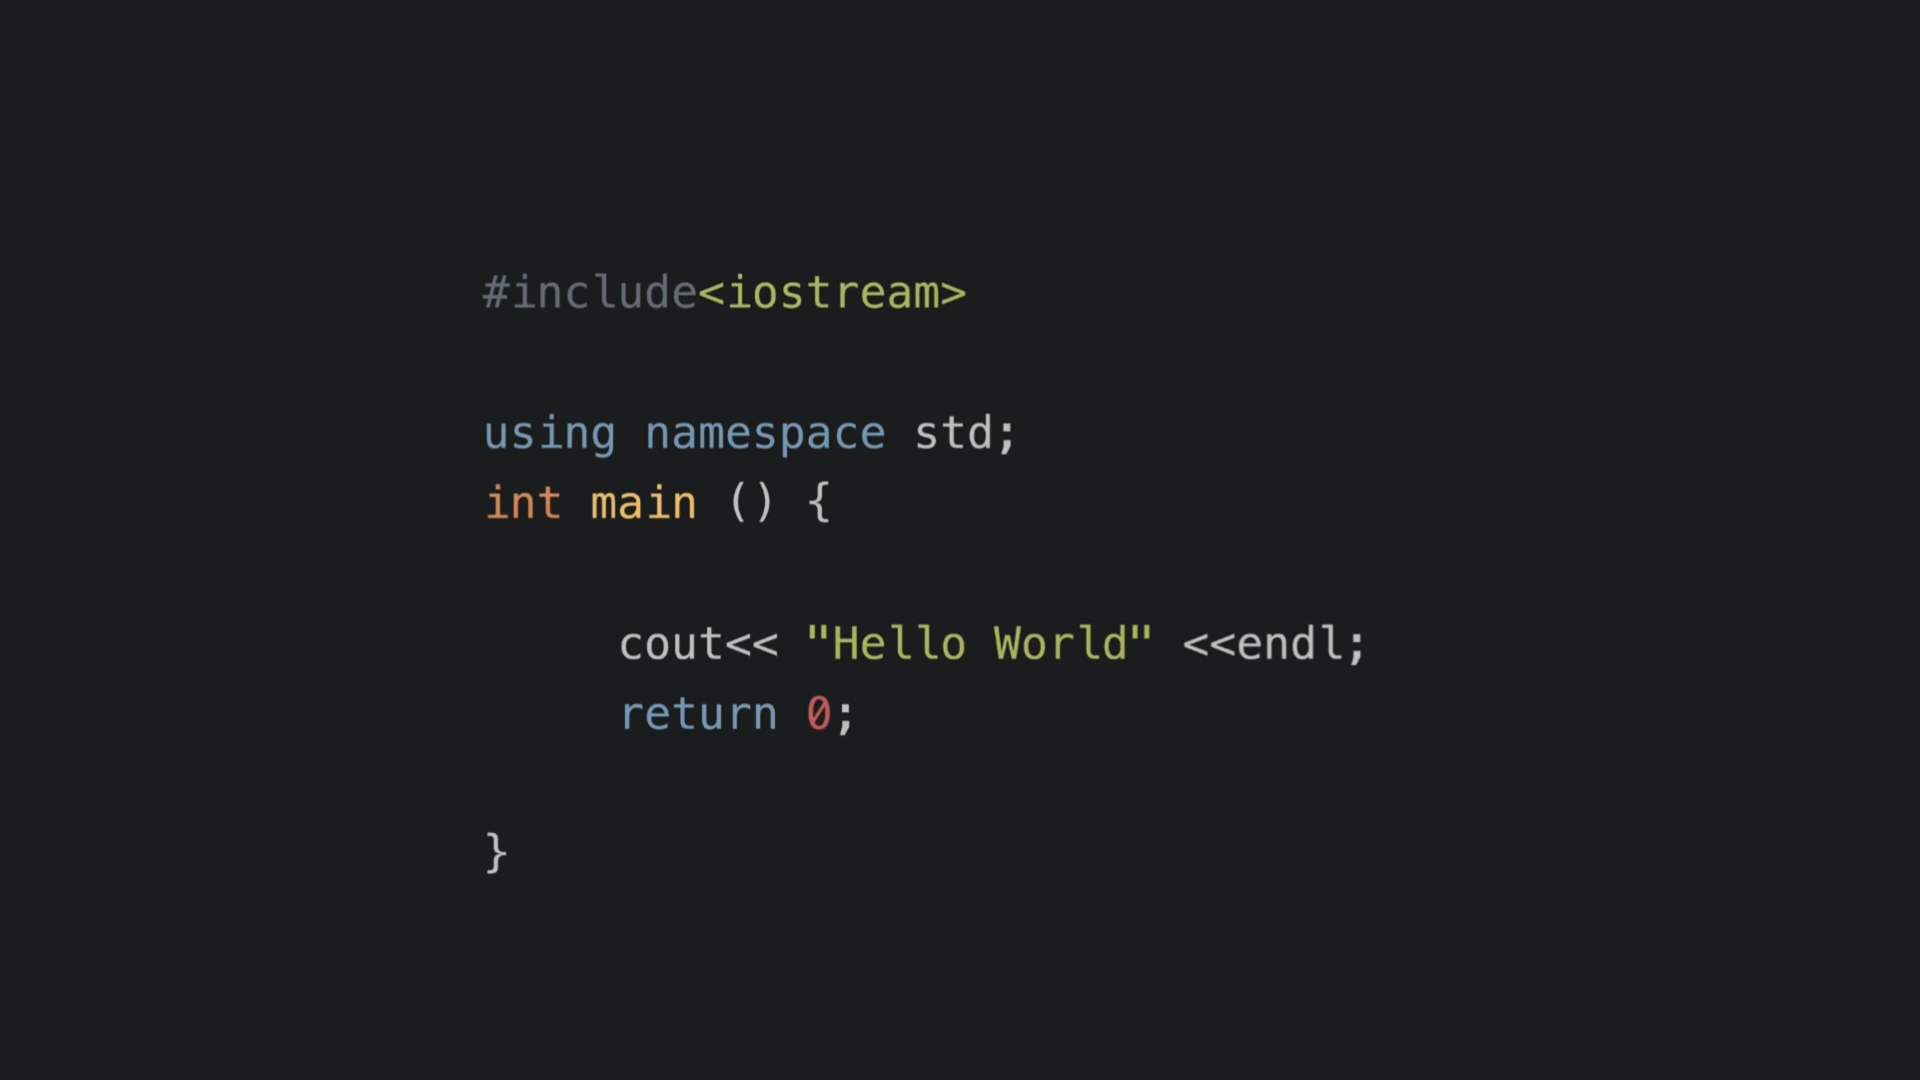 #include<iostream>
using namespace std;
int main () {
cout<< "Hello World" <<endl;
return 0;
}